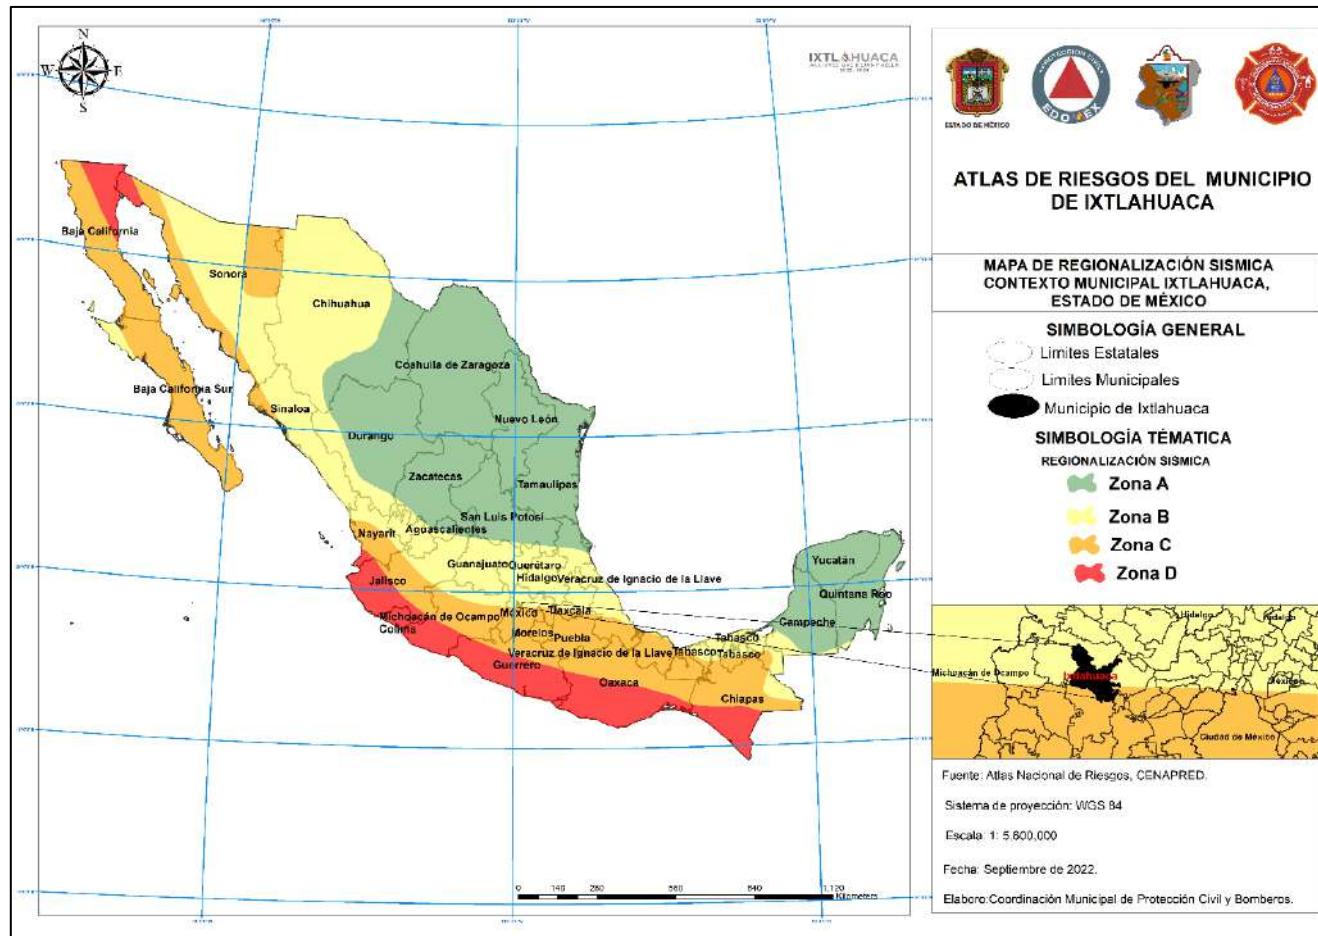 N
W
E
S
IXTLAHUACA
Baja California
Sonora
Chihuahua
Coahuila de Zaragoza
Baja California Sur
Sinaloa
Nuevo León
Durango
Zacatecas
Tamaulipas
San Luis Potosí
Nayarit
Aguascalientes
Guanajuato
Querétaro
Hidalgo
Veracruz de Ignacio de la Llave
Yucatán
Jalisco
Quintana Roo
México
Tlaxcala
Michoacán de Ocampo
Campeche
Colima
Morelos
Puebla
Tabasco
Veracruz de Ignacio de la Llave
Tabasco
Tabasco
Guerrero
Oaxaca
Chiapas
0
140
280
560
840
1,120
Kilometers
ESTADO DE MÉXICO
PROTECCIÓN CIVIL
EDOMEX
ATLAS DE RIESGOS DEL MUNICIPIO
DE IXTLAHUACA
MAPA DE REGIONALIZACIÓN SISMICA
CONTEXTO MUNICIPAL IXTLAHUACA,
ESTADO DE MÉXICO
SIMBOLOGÍA GENERAL
Limites Estatales
Limites Municipales
Municipio de Ixtlahuaca
SIMBOLOGÍA TÉMATICA
REGIONALIZACIÓN SISMICA
Zona A
Zona B
Zona C
Zona D
Hidalgo
Hidalgo
Michoacán de Ocampo
Ixtlahuaca
México
Ciudad de México
Fuente: Atlas Nacional de Riesgos, CENAPRED.
Sistema de proyección: WGS 84
Escala: 1: 5,600,000
Fecha: Septiembre de 2022.
Elaboro: Coordinación Municipal de Protección Civil y Bomberos.